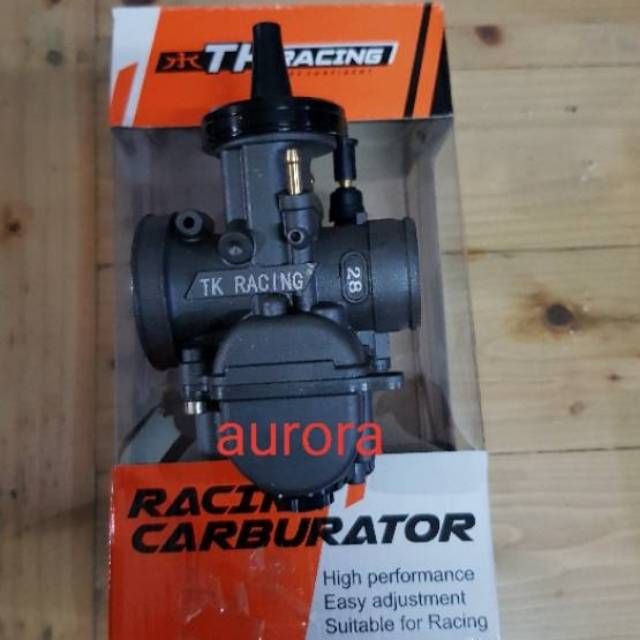 TK RACING
TK RACING
28
aurora
RACING
CARBURATOR
High performance
Easy adjustment
Suitable for Racing